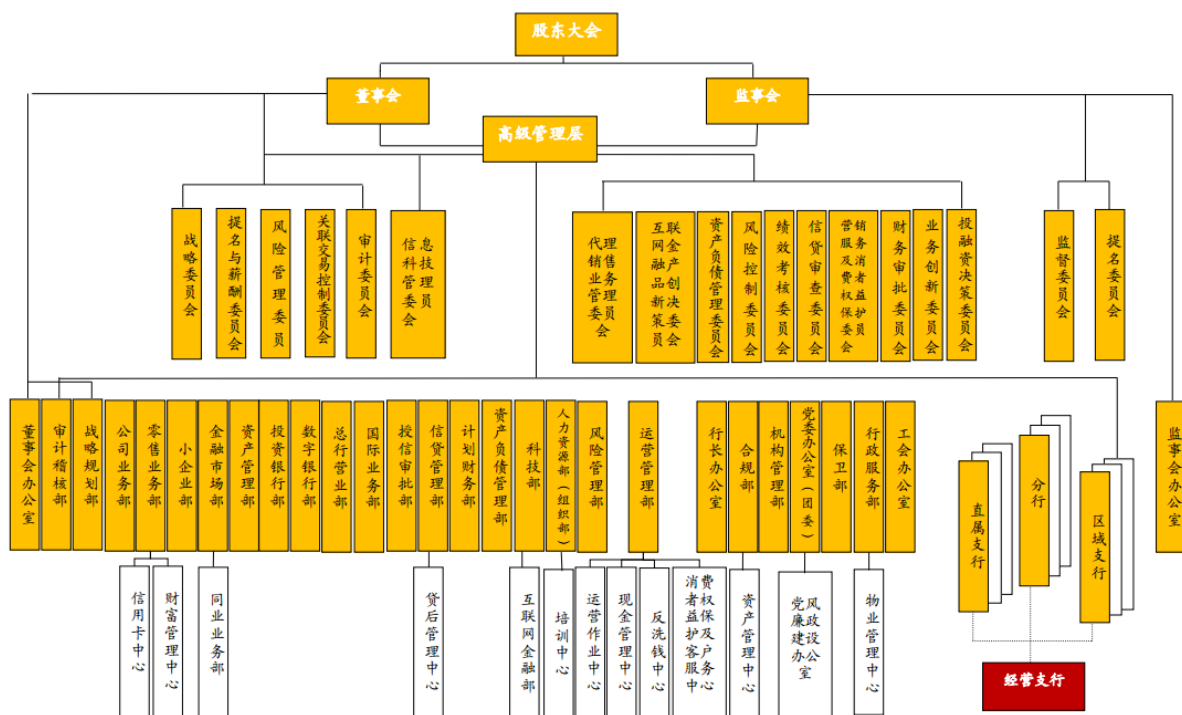 股东大会
董事会
监事会
高级管理层
战略委员会
提名与薪酬委员会
风险管理委员
关联交易控制委员会
审计委员会
信息科技管理委员会
代理销售业务管理委员会
互联网金融产品创新决策委员会
资产负债管理委员会
风险控制委员会
绩效考核委员会
信贷审查委员会
营销服务及消费者权益保护委员会
财务审批委员会
业务创新委员会
投融资决策委员会
监督委员会
提名委员会
董事会办公室
审计稽核部
战略规划部
公司业务部
零售业务部
小企业部
金融市场部
资产管理部
投资银行部
数字银行部
总行营业部
国际业务部
授信审批部
信贷管理部
计划财务部
资产负债管理部
科技部
人力资源部（组织部）
风险管理部
运营管理部
行长办公室
合规部
机构管理部
党委办公室（团委）
保卫部
行政服务部
工会办公室
直属支行
分行
区域支行
监事会办公室
信用卡中心
财富管理中心
同业业务部
贷后管理中心
互联网金融部
培训中心
运营作业中心
现金管理中心
反洗钱中心
消费者权益保护及客户服务中心
资产管理中心
党风廉政建设办公室
物业管理中心
经营支行